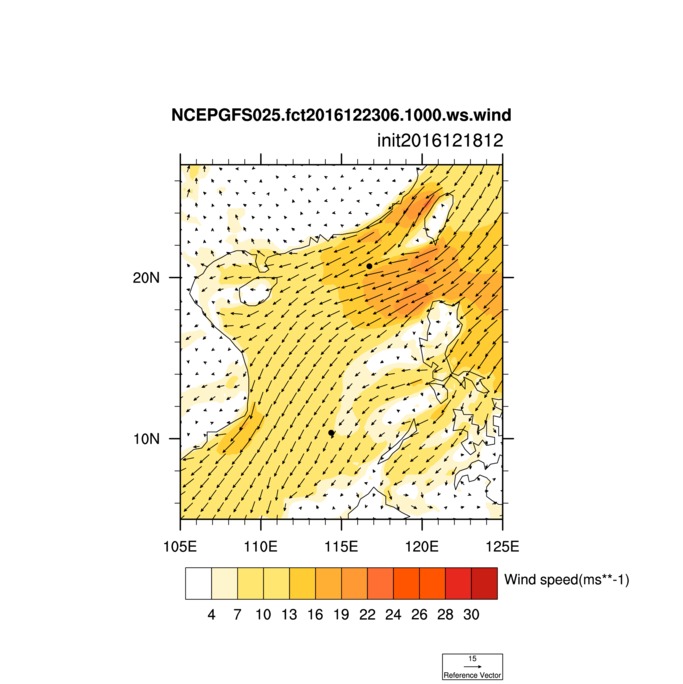 NCEPGFS025.fct2016122306.1000.ws.wind
init2016121812
20N
10N
105E 110E 115E 120E 125E
Wind speed(ms**-1)
4 7 10 13 16 19 22 24 26 28 30
15
Reference Vector